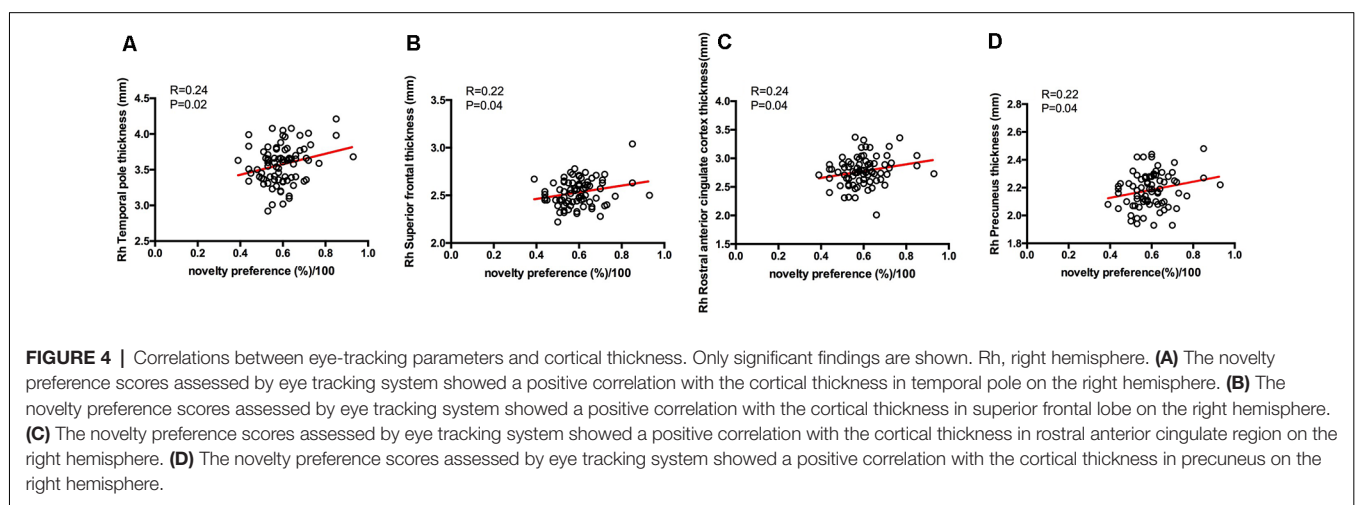 A
B
C
D
R=0.24
P=0.02
Rh Temporal pole thickness (mm)
4.5
4.0
3.5
3.0
2.5
0.0
0.2
0.4
0.6
0.8
1.0
novelty preference (%)/100
R=0.22
P=0.04
Rh Superior frontal thickness (mm)
3.5
3.0
2.5
2.0
0.0
0.2
0.4
0.6
0.8
1.0
novelty preference (%)/100
R=0.24
P=0.04
Rh Rostral anterior cingulate cortex thickness(mm)
4.0
3.5
3.0
2.5
2.0
1.5
0.0
0.2
0.4
0.6
0.8
1.0
novelty preference (%)/100
R=0.22
P=0.04
Rh Precuneus thickness (mm)
2.8
2.6
2.4
2.2
2.0
1.8
0.0
0.2
0.4
0.6
0.8
1.0
novelty preference(%)/100
FIGURE 4 | Correlations between eye-tracking parameters and cortical thickness. Only significant findings are shown. Rh, right hemisphere. (A) The novelty
preference scores assessed by eye tracking system showed a positive correlation with the cortical thickness in temporal pole on the right hemisphere. (B) The
novelty preference scores assessed by eye tracking system showed a positive correlation with the cortical thickness in superior frontal lobe on the right hemisphere.
(C) The novelty preference scores assessed by eye tracking system showed a positive correlation with the cortical thickness in rostral anterior cingulate region on the
right hemisphere. (D) The novelty preference scores assessed by eye tracking system showed a positive correlation with the cortical thickness in precuneus on the
right hemisphere.